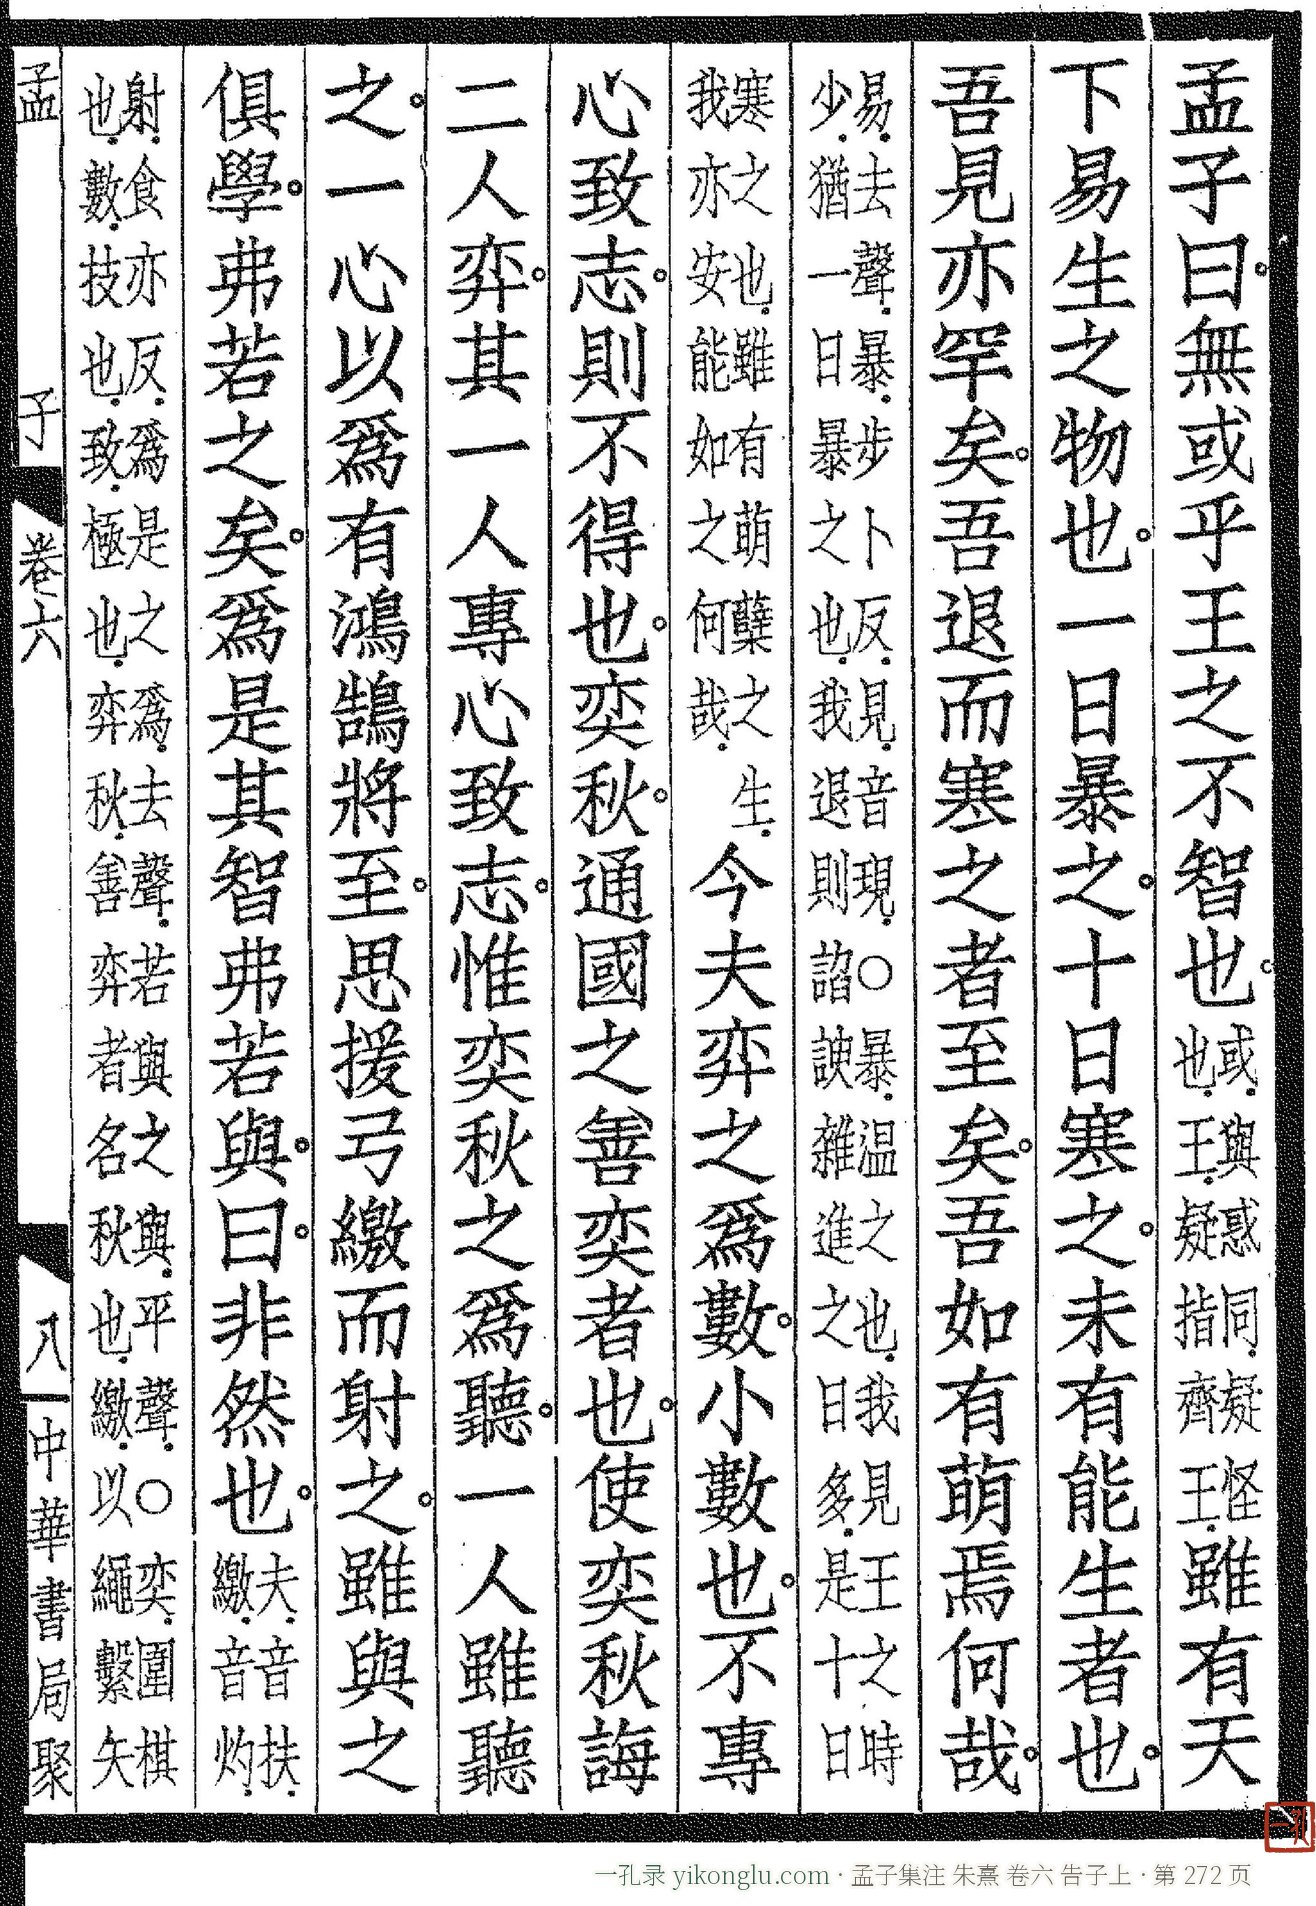 孟子曰。無或乎王之不智也。或與惑同疑怪
也王疑指齊王雖有天
下易生之物也。一日暴之。十日寒之。未有能生者也。
吾見亦罕矣。吾退而寒之者至矣。吾如有萌焉何哉。
易去聲暴步卜反見音現○暴温之也我見王之時
少猶一日暴之也我退則諂諛雜進之日多是十日
寒之也雖有萌蘖之生
我亦安能如之何哉今夫弈之爲數。小數也。不專
心致志。則不得也。奕秋。通國之善奕者也。使奕秋誨
二人弈。其一人專心致志。惟奕秋之爲聽。一人雖聽
之。一心以爲有鴻鵠將至。思援弓繳而射之。雖與之
俱學。弗若之矣。爲是其智弗若與。曰。非然也。夫音扶
繳音灼
射食亦反爲是之爲去聲若與之與平聲○奕圍棋
也數技也致極也弈秋善弈者名秋也繳以繩繫矢
孟子 卷六 八 中華書局聚
一孔录 yikonglu.com · 孟子集注 朱熹 卷六 告子上 · 第 272 页